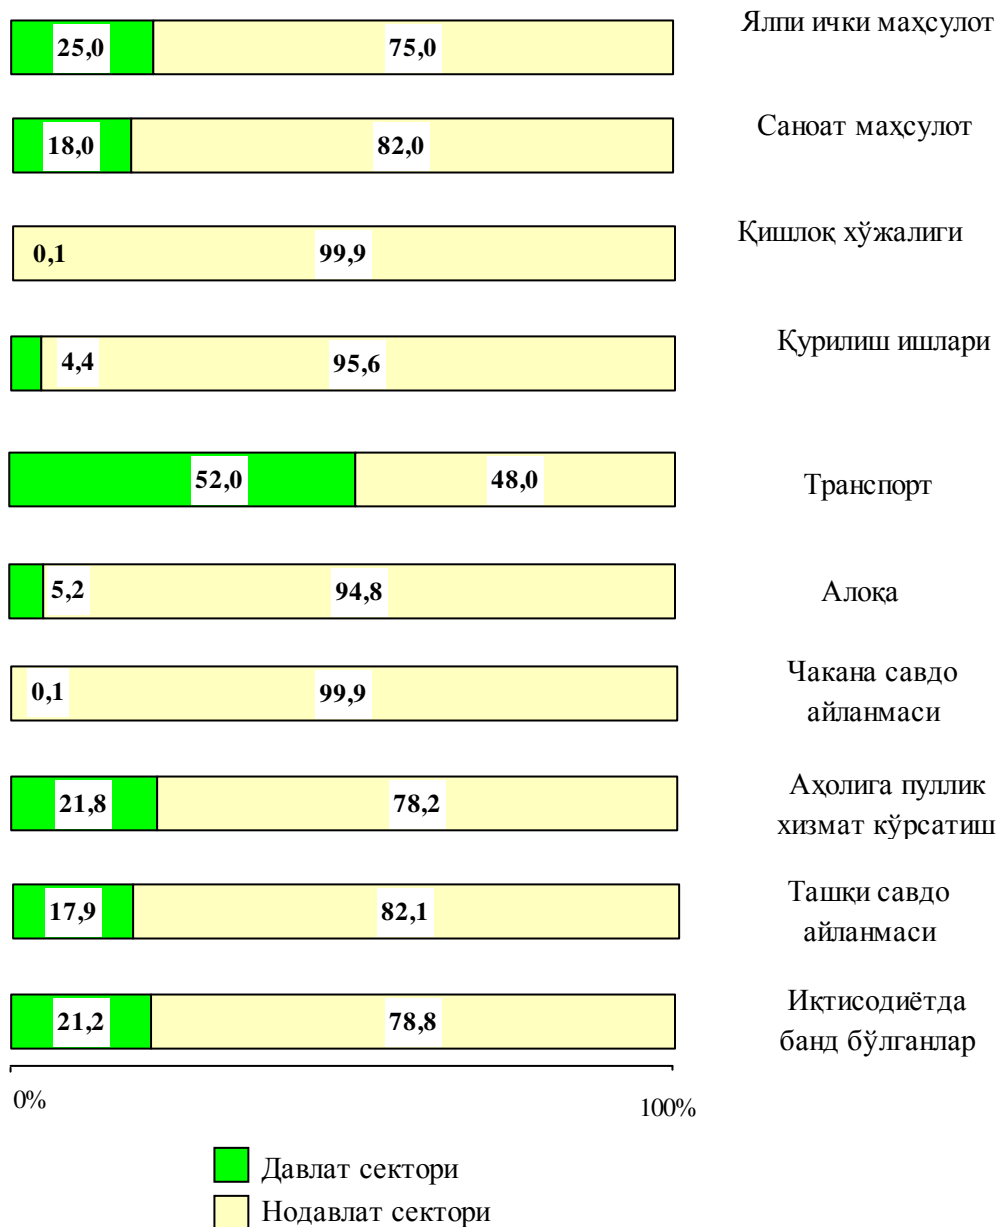 Ялпи ички маҳсулот
25,0 75,0
Саноат маҳсулот
18,0 82,0
Қишлоқ хўжалиги
0,1 99,9
Қурилиш ишлари
4,4 95,6
52,0 48,0
Транспорт
5,2 94,8
Алоқа
0,1 99,9
Чакана савдо
айланмаси
21,8 78,2
Аҳолига пуллик
хизмат кўрсатиш
17,9 82,1
Ташқи савдо
айланмаси
21,2 78,8
Иқтисодиётда
банд бўлганлар
0% 100%
Давлат сектори
Нодавлат сектори